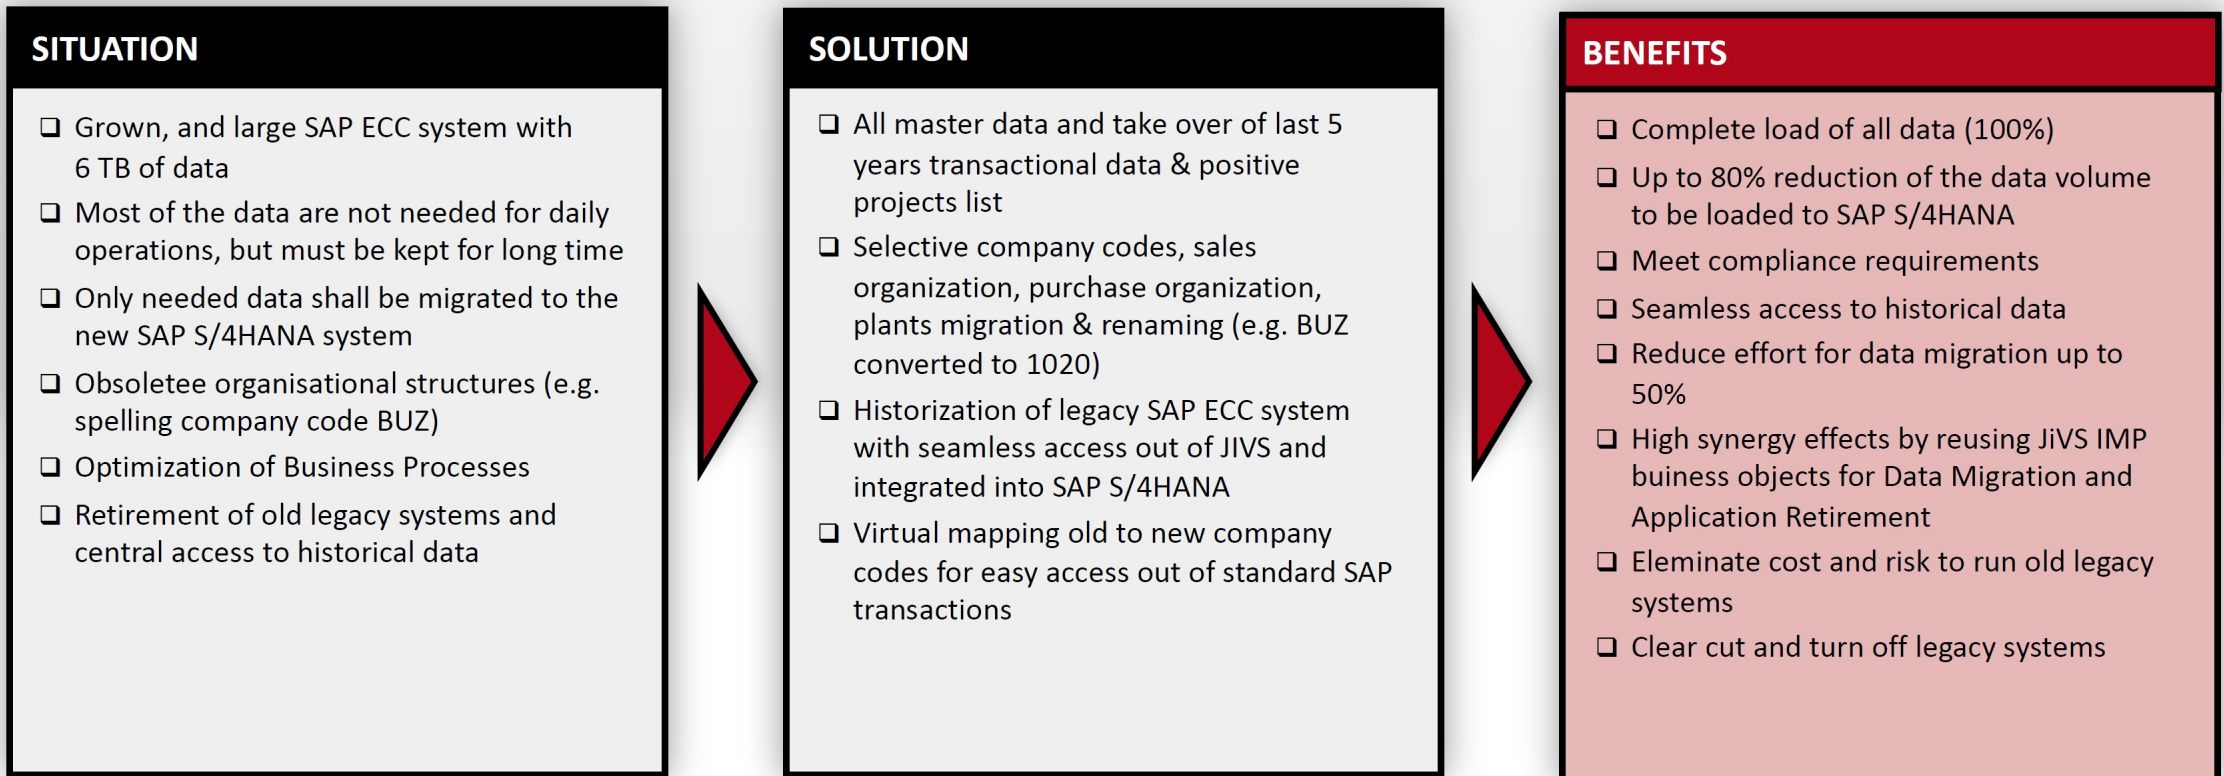 SITUATION
❑ Grown, and large SAP ECC system with
6 TB of data
❑ Most of the data are not needed for daily
operations, but must be kept for long time
❑ Only needed data shall be migrated to the
new SAP S/4HANA system
❑ Obsoletee organisational structures (e.g.
spelling company code BUZ)
❑ Optimization of Business Processes
❑ Retirement of old legacy systems and
central access to historical data
SOLUTION
❑ All master data and take over of last 5
years transactional data & positive
projects list
❑ Selective company codes, sales
organization, purchase organization,
plants migration & renaming (e.g. BUZ
converted to 1020)
❑ Historization of legacy SAP ECC system
with seamless access out of JIVS and
integrated into SAP S/4HANA
❑ Virtual mapping old to new company
codes for easy access out of standard SAP
transactions
BENEFITS
❑ Complete load of all data (100%)
❑ Up to 80% reduction of the data volume
to be loaded to SAP S/4HANA
❑ Meet compliance requirements
❑ Seamless access to historical data
❑ Reduce effort for data migration up to
50%
❑ High synergy effects by reusing JiVS IMP
buiness objects for Data Migration and
Application Retirement
❑ Eleminate cost and risk to run old legacy
systems
❑ Clear cut and turn off legacy systems